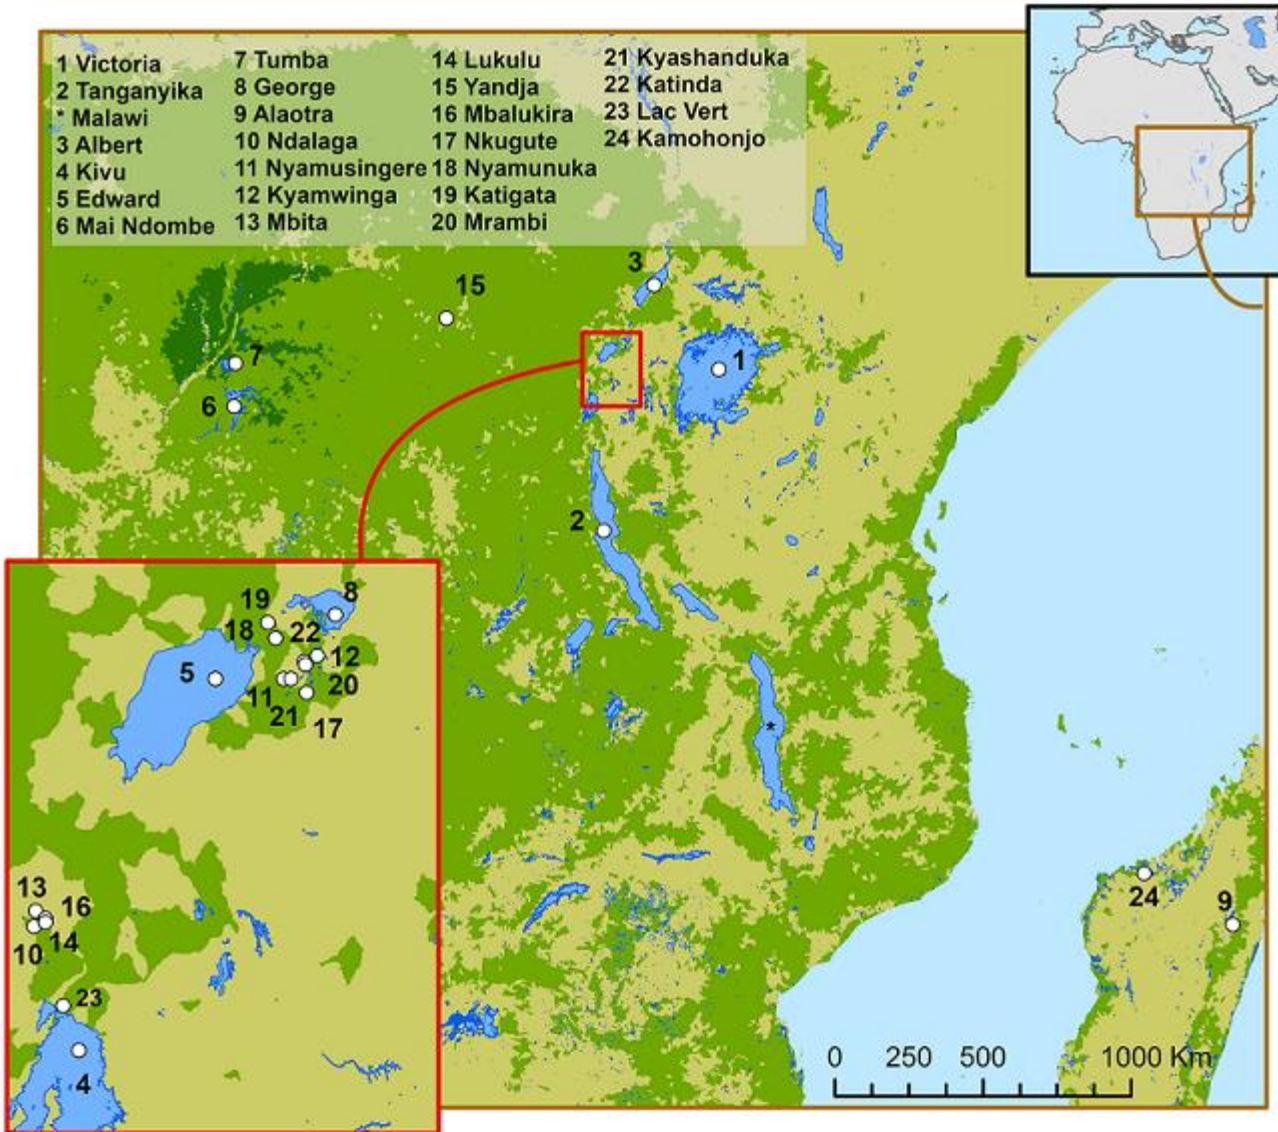 1 Victoria
2 Tanganyika
* Malawi
3 Albert
4 Kivu
5 Edward
6 Mai Ndombe
7 Tumba
8 George
9 Alaotra
10 Ndalaga
11 Nyamusingere
12 Kyamwinga
13 Mbita
14 Lukulu
15 Yandja
16 Mbalukira
17 Nkugute
18 Nyamunuka
19 Katigata
20 Mrambi
21 Kyashanduka
22 Katinda
23 Lac Vert
24 Kamohonjo
3
15
1
7
6
2
*
24
9
19
8
18
22
5
12
11
20
21
17
13
16
10
14
23
4
0 250 500 1000 Km